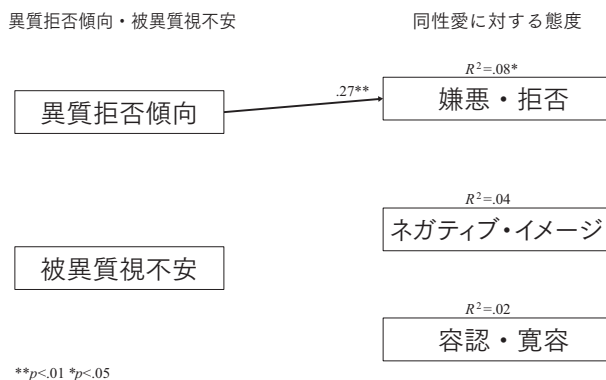 異質拒否傾向・被異質視不安
同性愛に対する態度
R²=.08*
.27**
異質拒否傾向
嫌悪・拒否
R²=.04
ネガティブ・イメージ
被異質視不安
R²=.02
容認・寛容
**p<.01 *p<.05